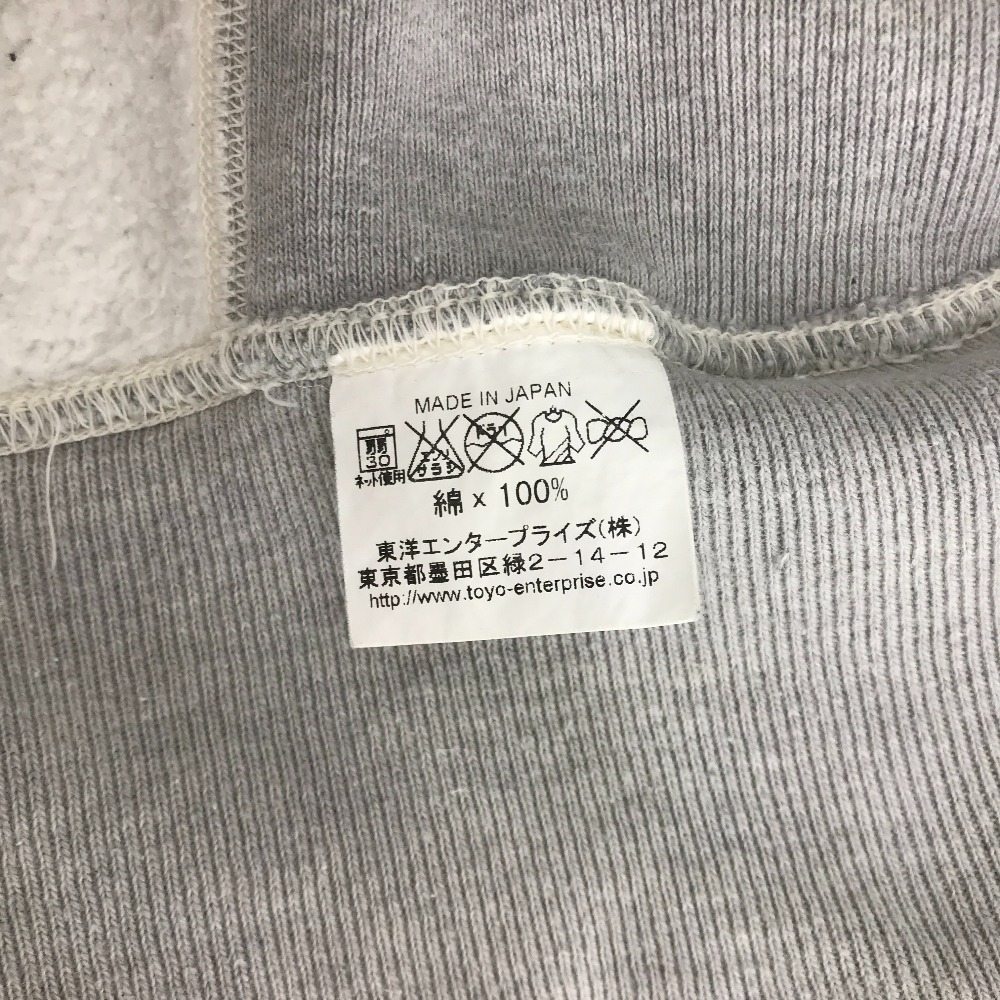 MADE IN JAPAN
弱
30
ネット使用
エンソ
サラシ
ドライ
綿 x 100%
東洋エンタープライズ(株)
東京都墨田区緑2-14-12
http://www.toyo-enterprise.co.jp